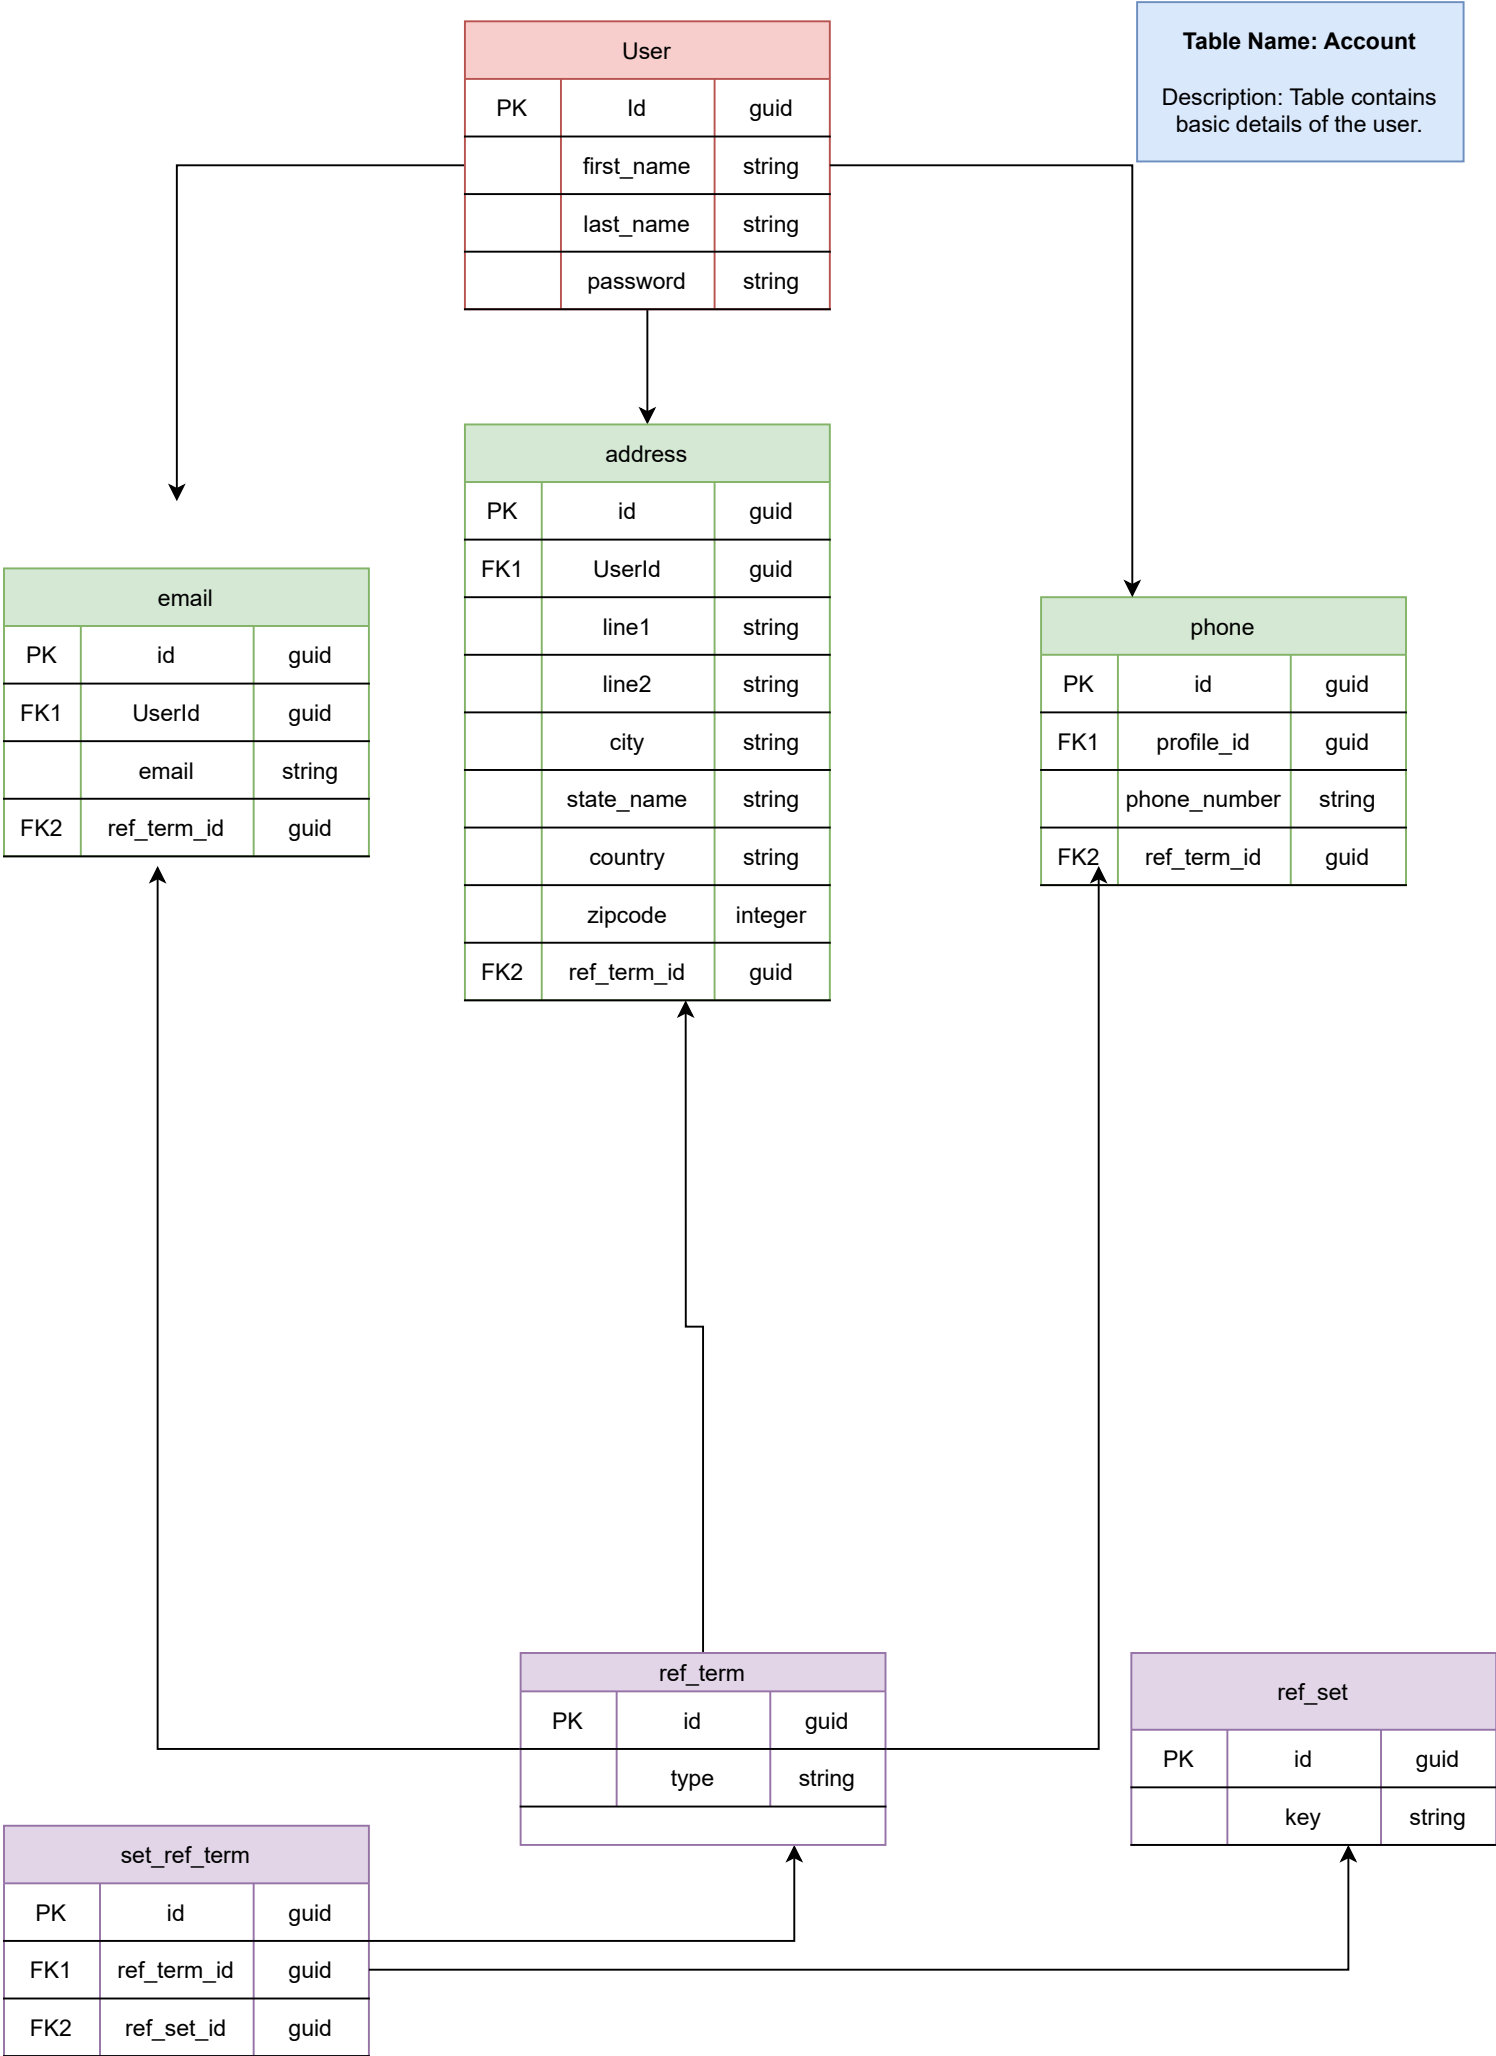 User
PK Id guid
first_name string
last_name string
password string
Table Name: Account
Description: Table contains
basic details of the user.
address
PK id guid
FK1 UserId guid
line1 string
line2 string
city string
state_name string
country string
zipcode integer
FK2 ref_term_id guid
email
PK id guid
FK1 UserId guid
email string
FK2 ref_term_id guid
phone
PK id guid
FK1 profile_id guid
phone_number string
FK2 ref_term_id guid
ref_term
PK id guid
type string
ref_set
PK id guid
key string
set_ref_term
PK id guid
FK1 ref_term_id guid
FK2 ref_set_id guid